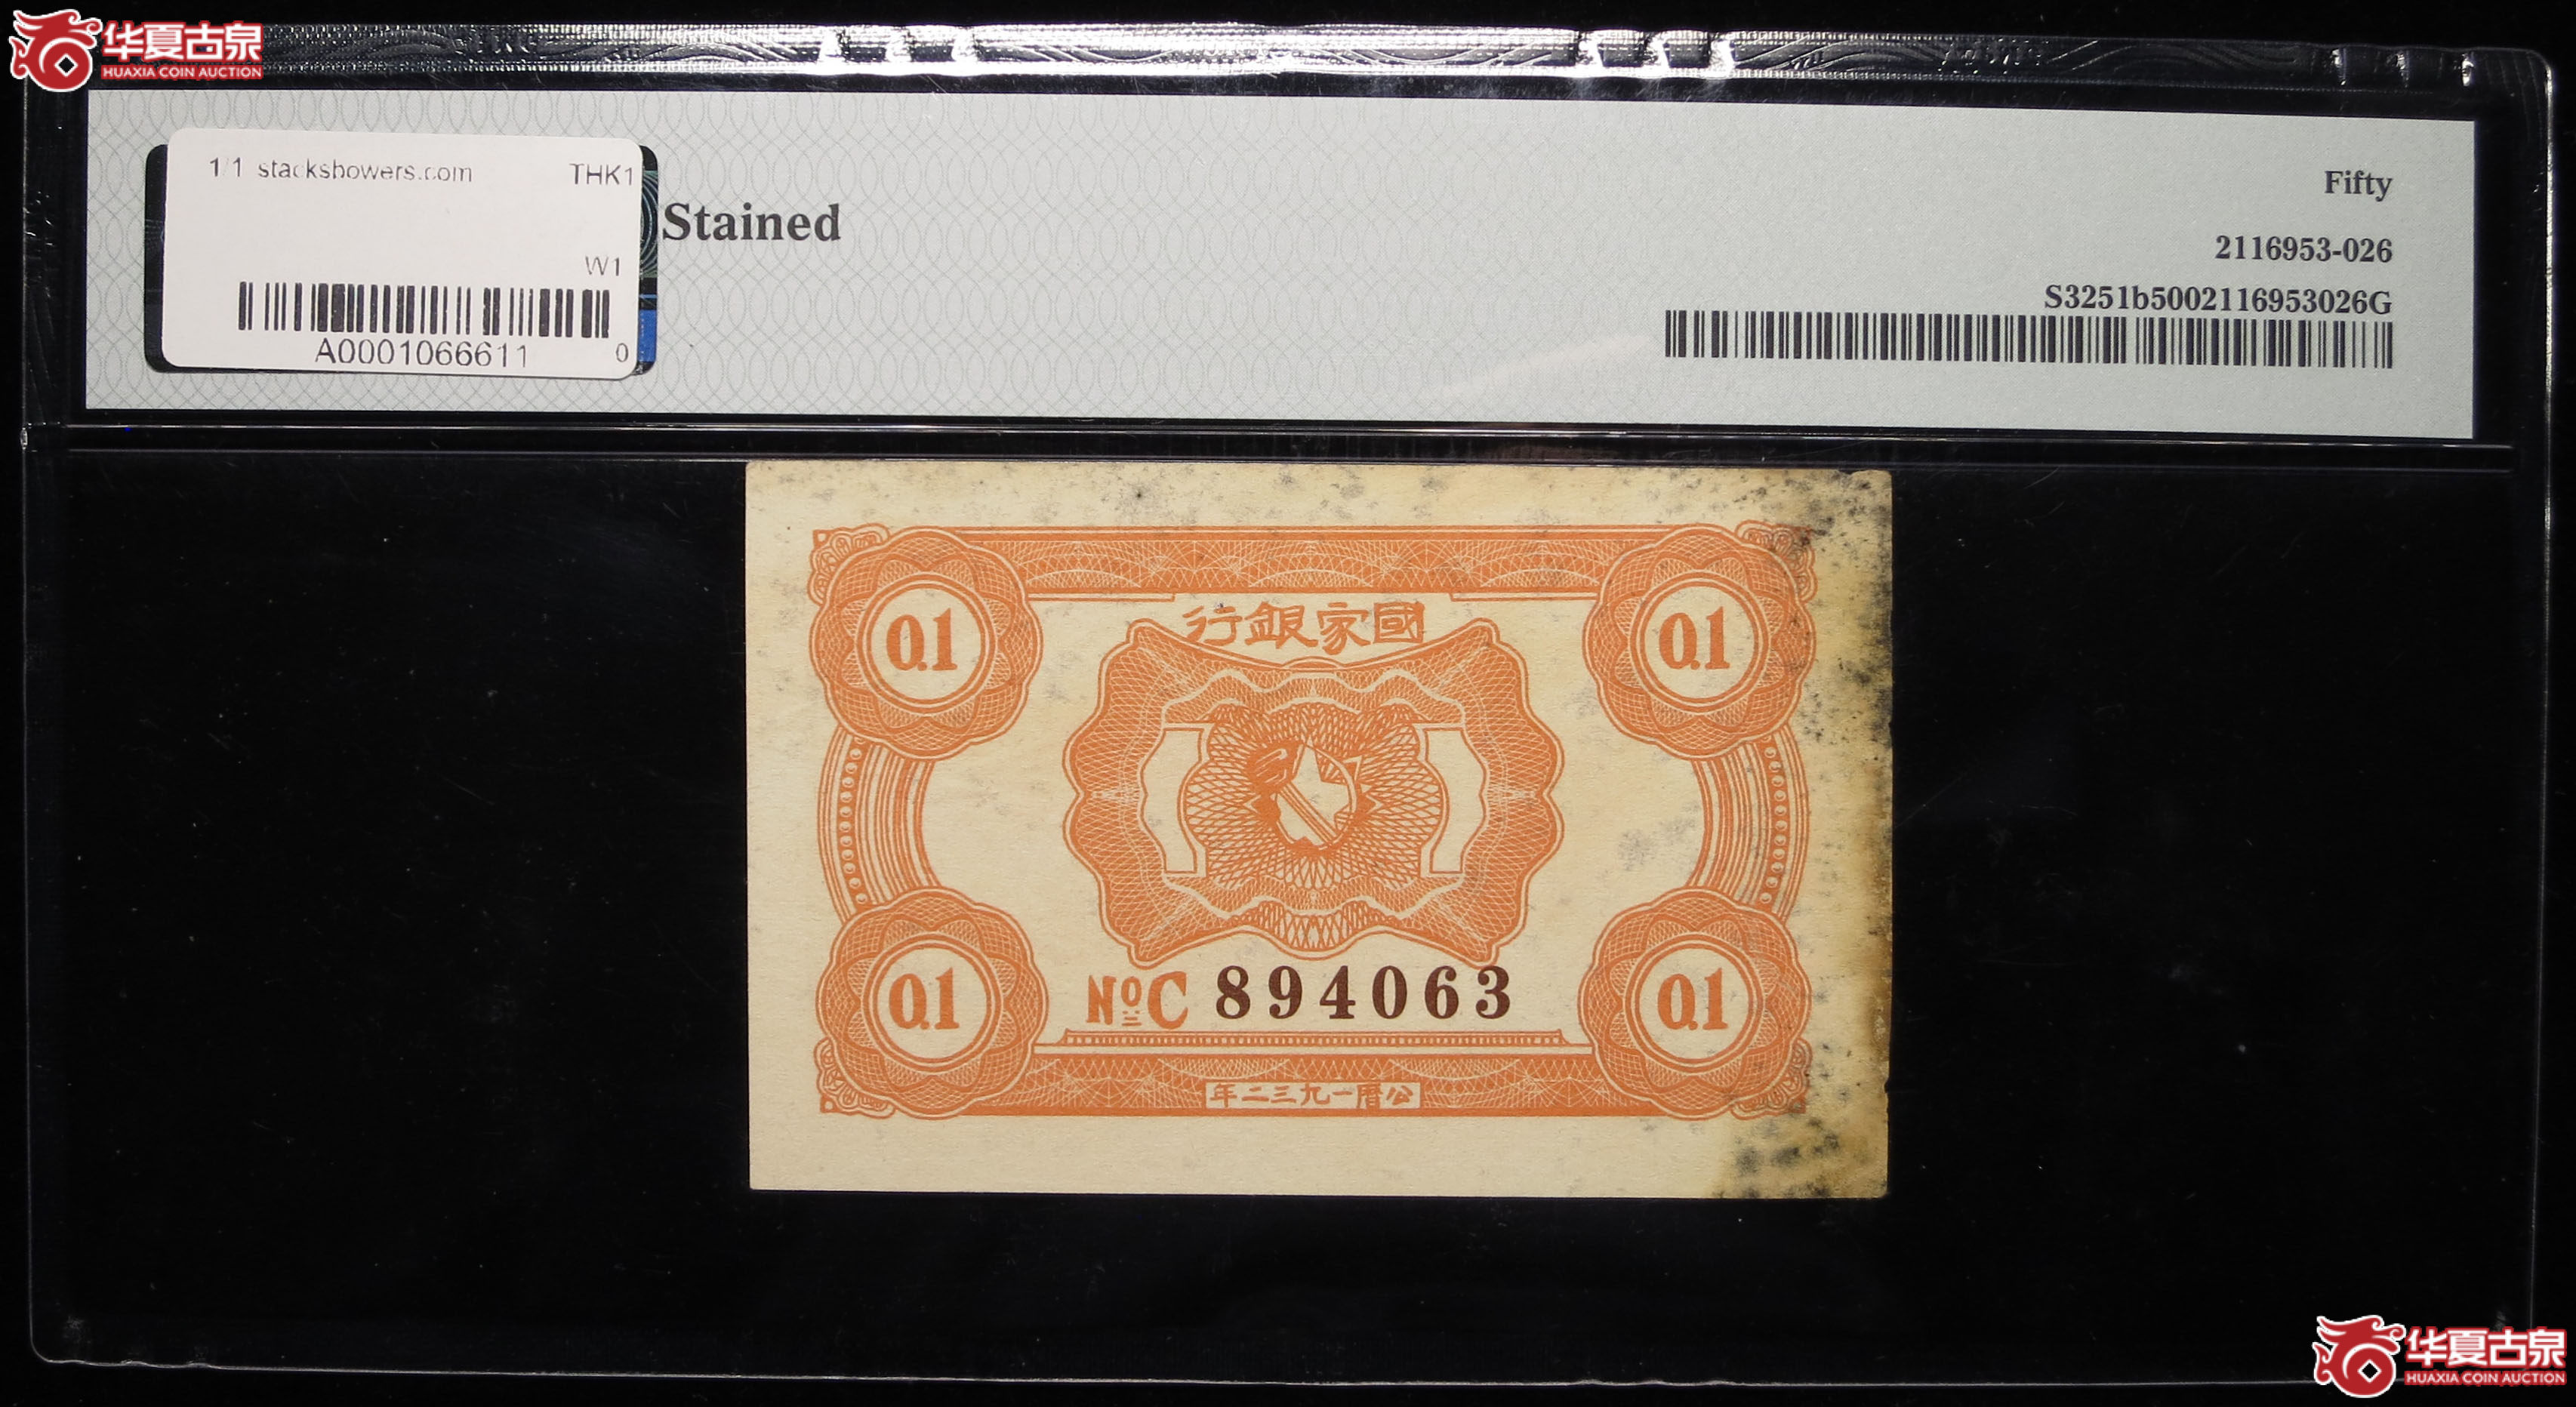 华夏古泉
HUAXIA COIN AUCTION
1/1 stacksbowers.com THK1
W1
A0001066611 0
Stained
Fifty
2116953-026
S3251b5002116953026G
0.1 0.1
國家銀行
0.1 0.1
№C 894063
公曆一九三二年
华夏古泉
HUAXIA COIN AUCTION